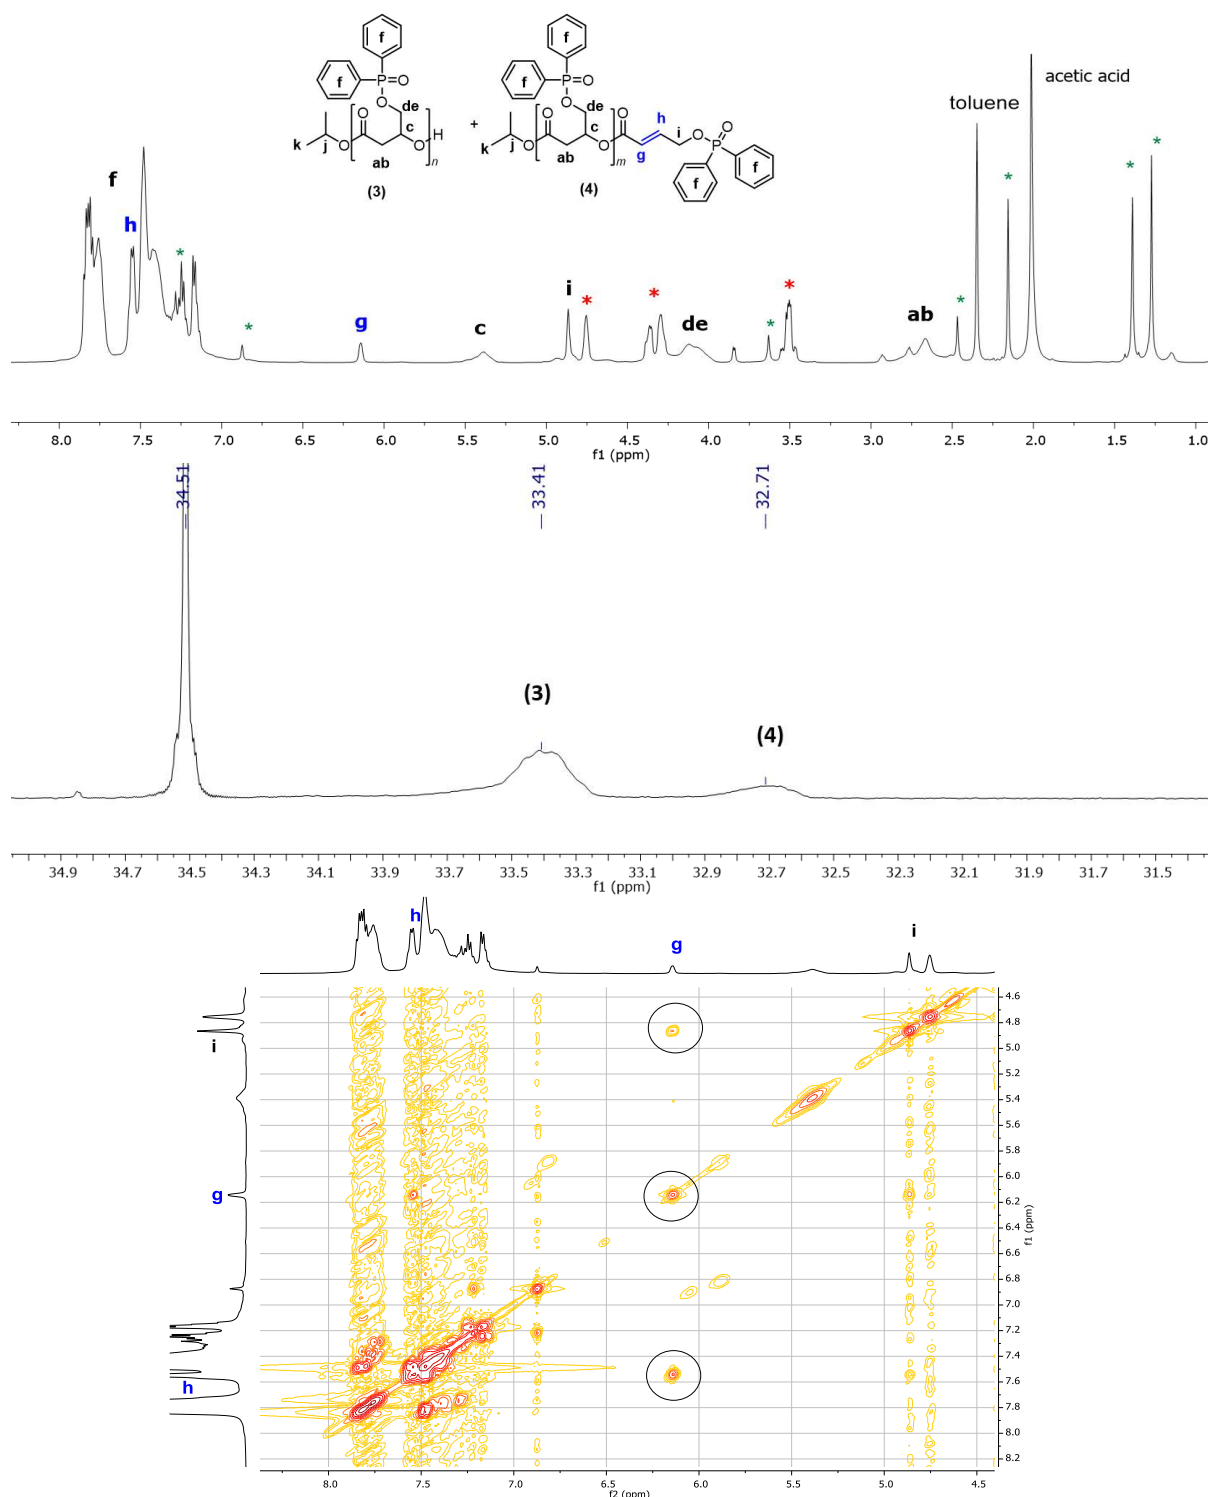 f
f
P=O
O
de
O
c
H
k
j
O
ab
O
n
(3)
+
f
f
P=O
O
de
O
c
O
h
i
O
O
P
k
j
O
ab
O
m
g
f
f
(4)
toluene
acetic acid
f
h
*
*
g
c
i
*
*
de
*
*
ab
*
*
*
*
8.0 7.5 7.0 6.5 6.0 5.5 5.0 4.5 4.0 3.5 3.0 2.5 2.0 1.5 1.0
f1 (ppm)
34.51
33.41
32.71
(3)
(4)
34.9 34.7 34.5 34.3 34.1 33.9 33.7 33.5 33.3 33.1 32.9 32.7 32.5 32.3 32.1 31.9 31.7 31.5
f1 (ppm)
h
g
i
i
g
h
4.6
4.8
5.0
5.2
5.4
5.6
5.8
6.0
6.2
6.4
6.6
6.8
7.0
7.2
7.4
7.6
7.8
8.0
8.2
f1 (ppm)
8.0 7.5 7.0 6.5 6.0 5.5 5.0 4.5
f2 (ppm)